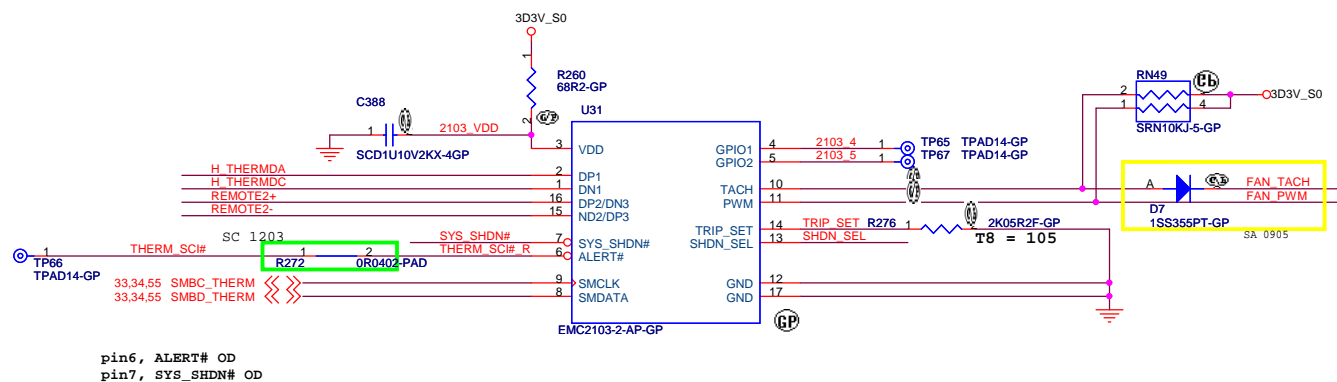 3D3V_S0
1
R260
68R2-GP
2
C388
1
2103_VDD
SCD1U10V2KX-4GP
U31
3 VDD
H_THERMDA 2 DP1
H_THERMDC 1 DN1
REMOTE2+ 16 DP2/DN3
REMOTE2- 15 ND2/DP3
SC 1203
SYS_SHDN# 7 SYS_SHDN#
1 THERM_SCI# 1 2 THERM_SCI#_R 6 ALERT#
TP66
TPAD14-GP
R272 0R0402-PAD
33,34,55 SMBC_THERM 9 SMCLK
33,34,55 SMBD_THERM 8 SMDATA
EMC2103-2-AP-GP
GPIO1 4 2103_4 1 TP65 TPAD14-GP
GPIO2 5 2103_5 1 TP67 TPAD14-GP
TACH 10
PWM 11
TRIP_SET 14 TRIP_SET R276 1 2 2K05R2F-GP
SHDN_SEL 13 SHDN_SEL
T8 = 105
GND 12
GND 17
GP
RN49
2
1 4
3D3V_S0
SRN10KJ-5-GP
A
FAN_TACH
FAN_PWM
D7
1SS355PT-GP
SA 0905
pin6, ALERT# OD
pin7, SYS_SHDN# OD